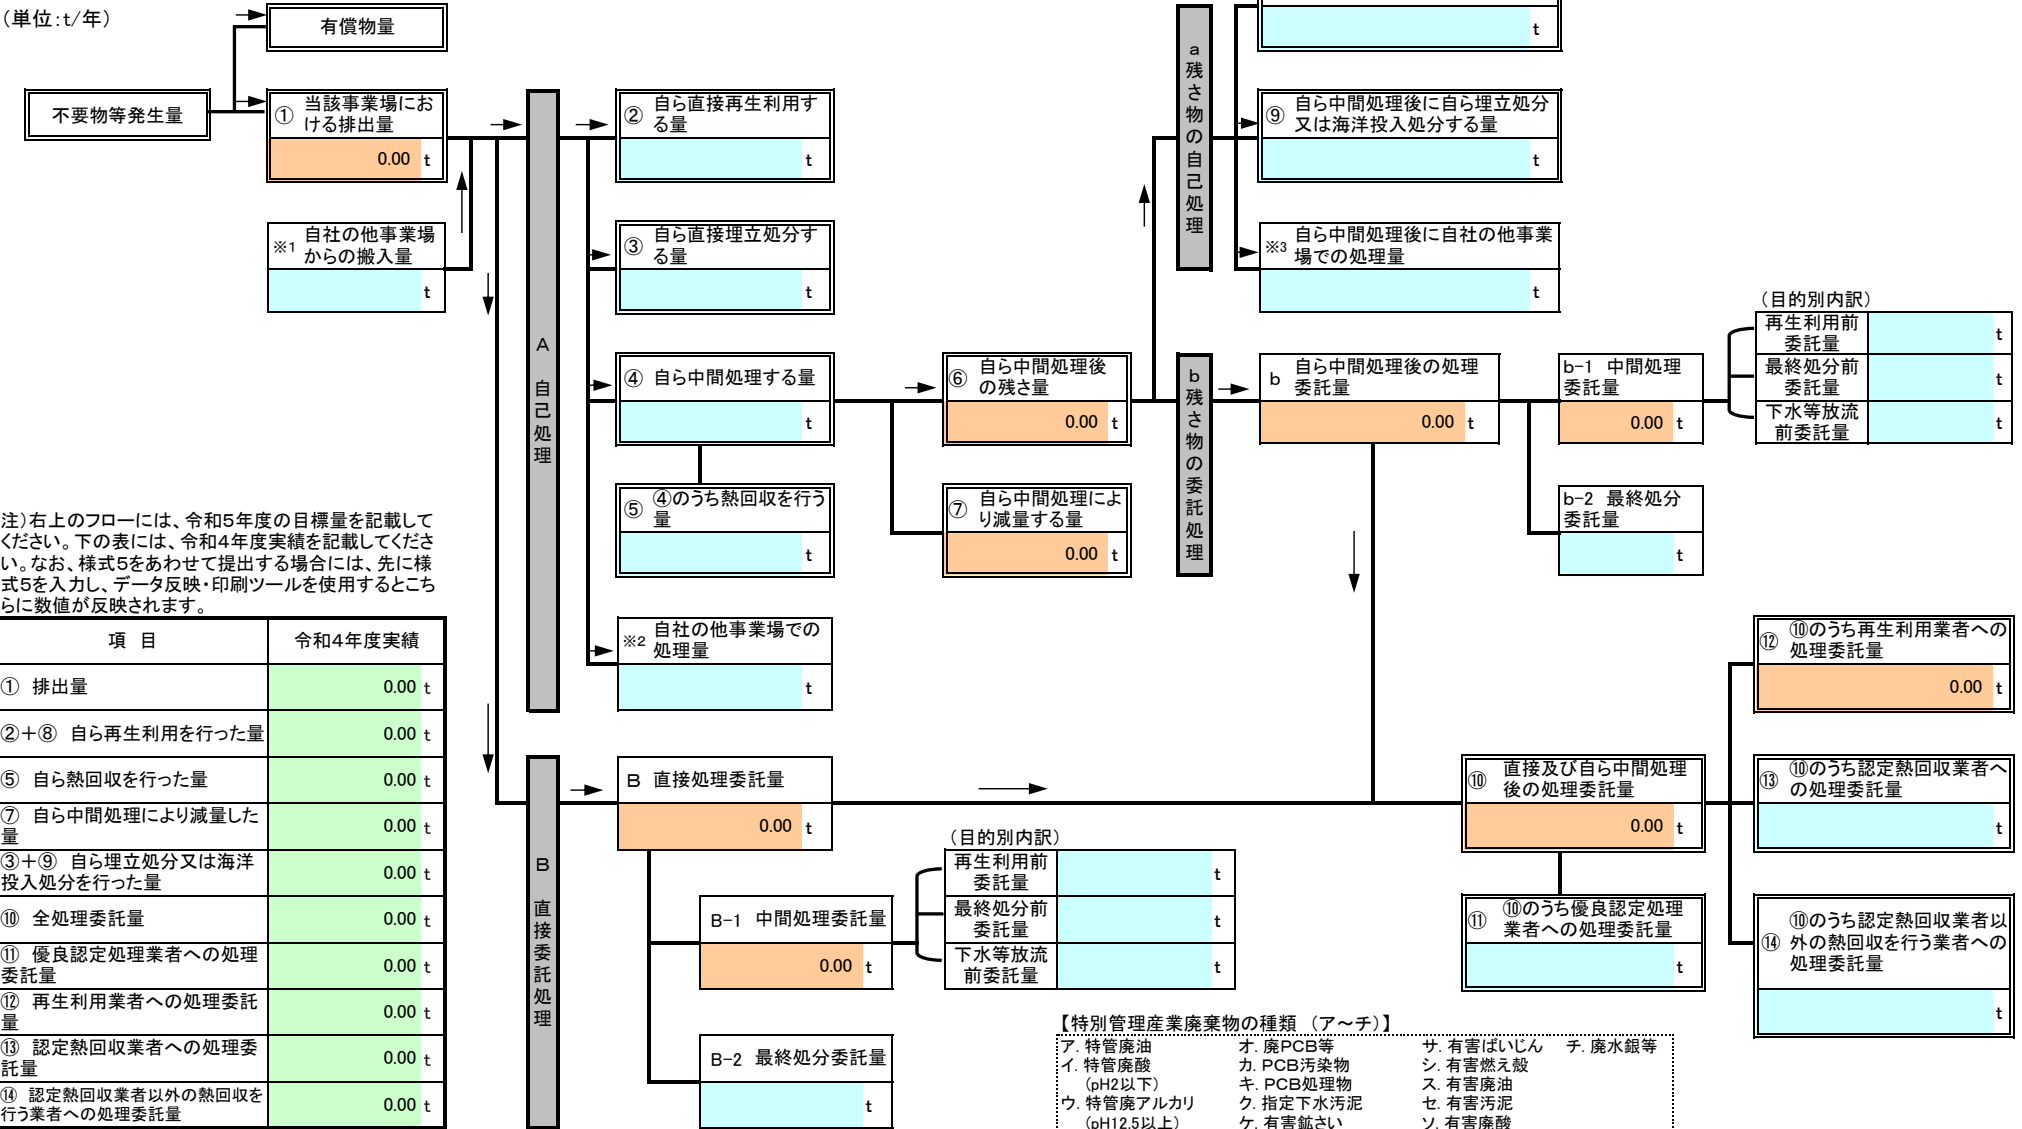 （単位:t/年）
有償物量
不要物等発生量
① 当該事業場にお
ける排出量
0.00 t
※1 自社の他事業場
からの搬入量
t
A 自己処理
② 自ら直接再生利用す
る量
t
③ 自ら直接埋立処分す
る量
t
④ 自ら中間処理する量
t
⑤ ④のうち熱回収を行う
量
t
※2 自社の他事業場での
処理量
t
⑥ 自ら中間処理後
の残さ量
0.00 t
⑦ 自ら中間処理によ
り減量する量
0.00 t
a 残さ物の自己処理
t
⑨ 自ら中間処理後に自ら埋立処分
又は海洋投入処分する量
t
※3 自ら中間処理後に自社の他事業
場での処理量
t
b 残さ物の委託処理
b 自ら中間処理後の処理
委託量
0.00 t
b-1 中間処理
委託量
0.00 t
（目的別内訳）
再生利用前
委託量
t
最終処分前
委託量
t
下水等放流
前委託量
t
b-2 最終処分
委託量
t
注）右上のフローには、令和5年度の目標量を記載して
ください。下の表には、令和4年度実績を記載してくださ
い。なお、様式5をあわせて提出する場合には、先に様
式5を入力し、データ反映・印刷ツールを使用するとこち
らに数値が反映されます。
項 目 令和4年度実績
① 排出量 0.00 t
②＋⑧ 自ら再生利用を行った量 0.00 t
⑤ 自ら熱回収を行った量 0.00 t
⑦ 自ら中間処理により減量した
量 0.00 t
③＋⑨ 自ら埋立処分又は海洋
投入処分を行った量 0.00 t
⑩ 全処理委託量 0.00 t
⑪ 優良認定処理業者への処理
委託量 0.00 t
⑫ 再生利用業者への処理委託
量 0.00 t
⑬ 認定熱回収業者への処理委
託量 0.00 t
⑭ 認定熱回収業者以外の熱回収を
行う業者への処理委託量 0.00 t
B 直接委託処理
B 直接処理委託量
0.00 t
B-1 中間処理委託量
0.00 t
（目的別内訳）
再生利用前
委託量
t
最終処分前
委託量
t
下水等放流
前委託量
t
B-2 最終処分委託量
t
⑩ 直接及び自ら中間処理
後の処理委託量
0.00 t
⑪ ⑩のうち優良認定処理
業者への処理委託量
t
⑫ ⑩のうち再生利用業者への
処理委託量
0.00 t
⑬ ⑩のうち認定熱回収業者へ
の処理委託量
t
⑭ ⑩のうち認定熱回収業者以
外の熱回収を行う業者への
処理委託量
t
【特別管理産業廃棄物の種類 （ア～チ）】
ア. 特管廃油 オ. 廃PCB等 サ. 有害ばいじん チ. 廃水銀等
イ. 特管廃酸 カ. PCB汚染物 シ. 有害燃え殻
（pH2以下） キ. PCB処理物 ス. 有害廃油
ウ. 特管廃アルカリ ク. 指定下水汚泥 セ. 有害汚泥
（pH12.5以上） ケ. 有害鉱さい ソ. 有害廃酸